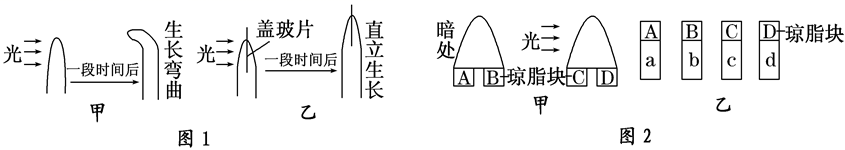 光
一段时间后
生长弯曲
甲
光
盖玻片
一段时间后
直立生长
乙
图1
暗处
A B
琼脂块
光
C D
甲
A B C D
琼脂块
a b c d
乙
图2